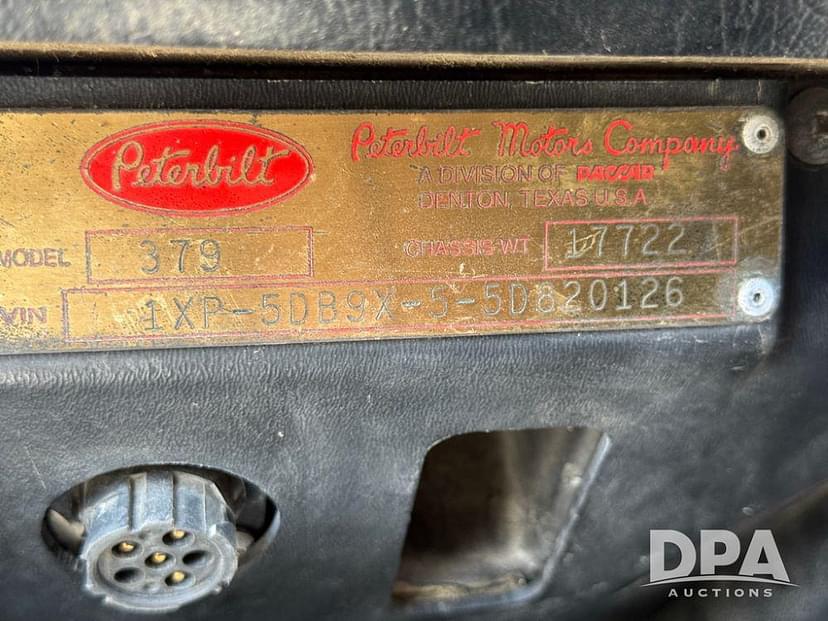 Peterbilt
Peterbilt Motors Company
A DIVISION OF PACCAR
DENTON, TEXAS U.S.A.
MODEL 379 CHASSIS WT 17722
VIN 1XP-5DB9X-5-5D820126
DPA
AUCTIONS